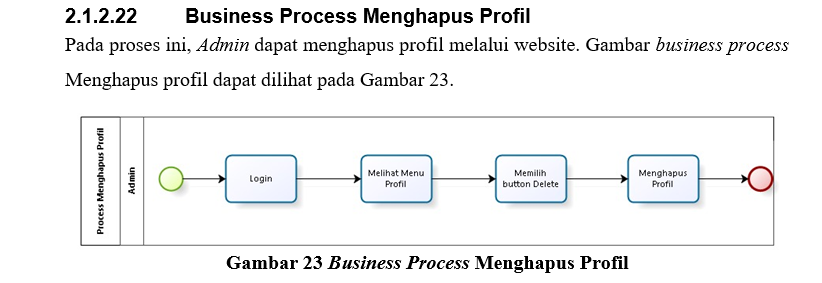 2.1.2.22 Business Process Menghapus Profil
Pada proses ini, Admin dapat menghapus profil melalui website. Gambar business process
Menghapus profil dapat dilihat pada Gambar 23.
Process Menghapus Profil
Admin
Login
Melihat Menu
Profil
Memilih
button Delete
Menghapus
Profil
Gambar 23 Business Process Menghapus Profil